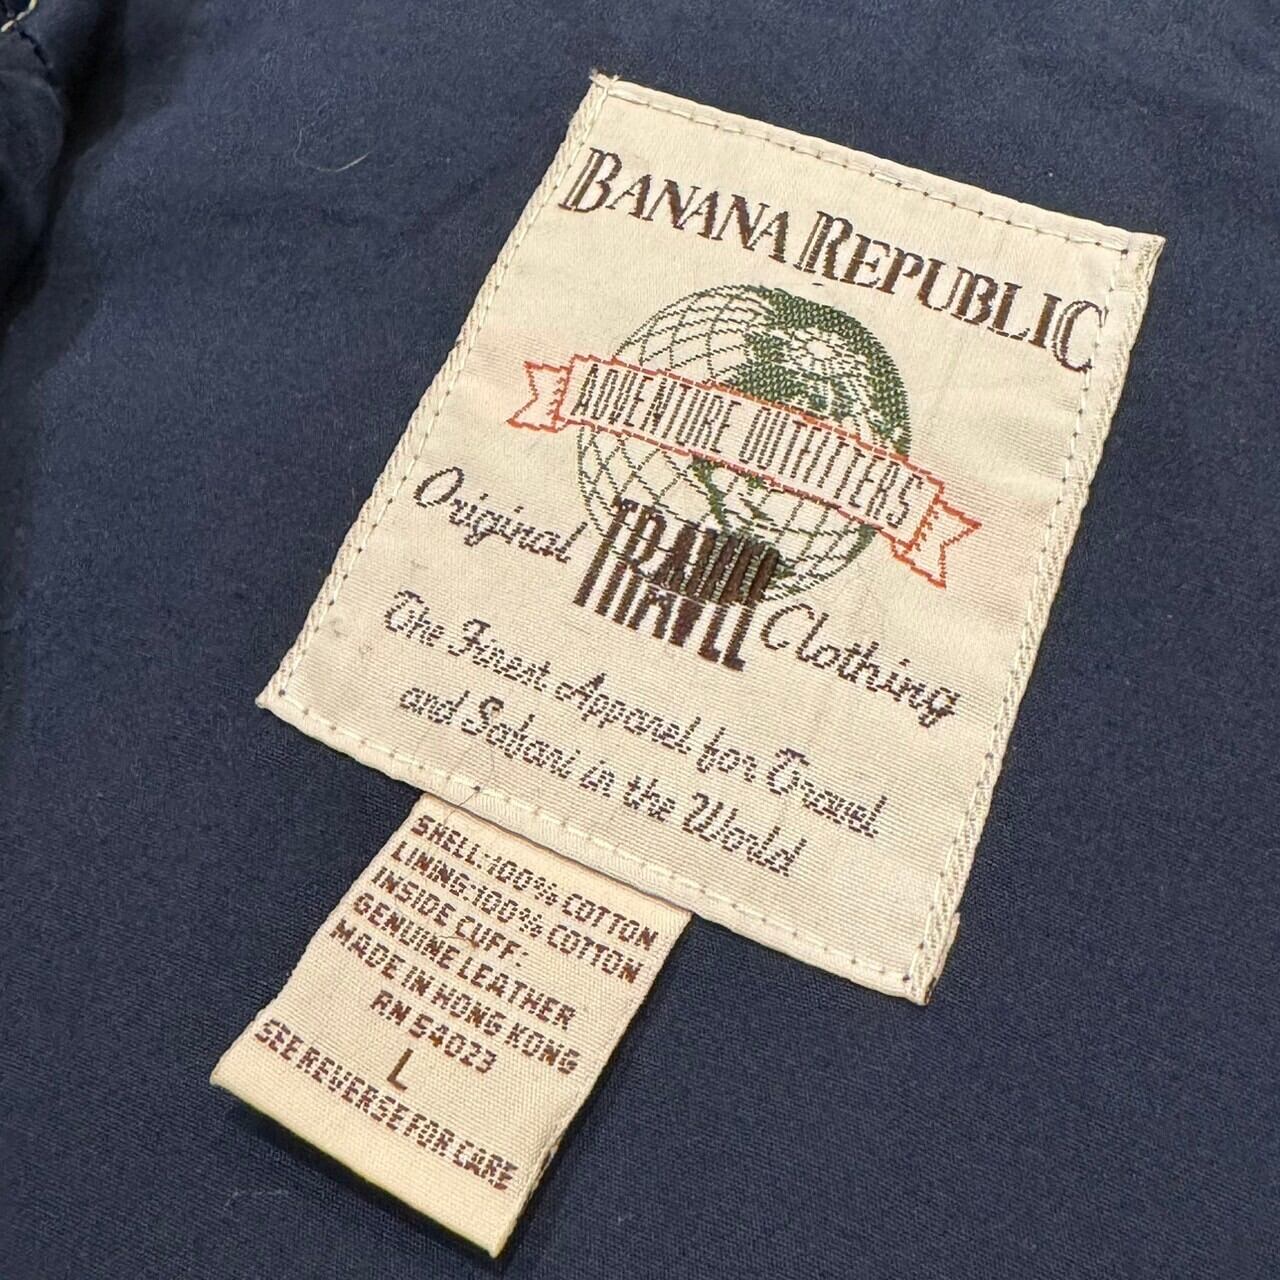 BANANA REPUBLIC
ADVENTURE OUTFITTERS
Original TRAVEL Clothing
The Finest Apparel for Travel
and Safari in the World
SHELL:100% COTTON
LINING:100% COTTON
INSIDE CUFF:
GENUINE LEATHER
MADE IN HONG KONG
RN 54023
L
SEE REVERSE FOR CARE